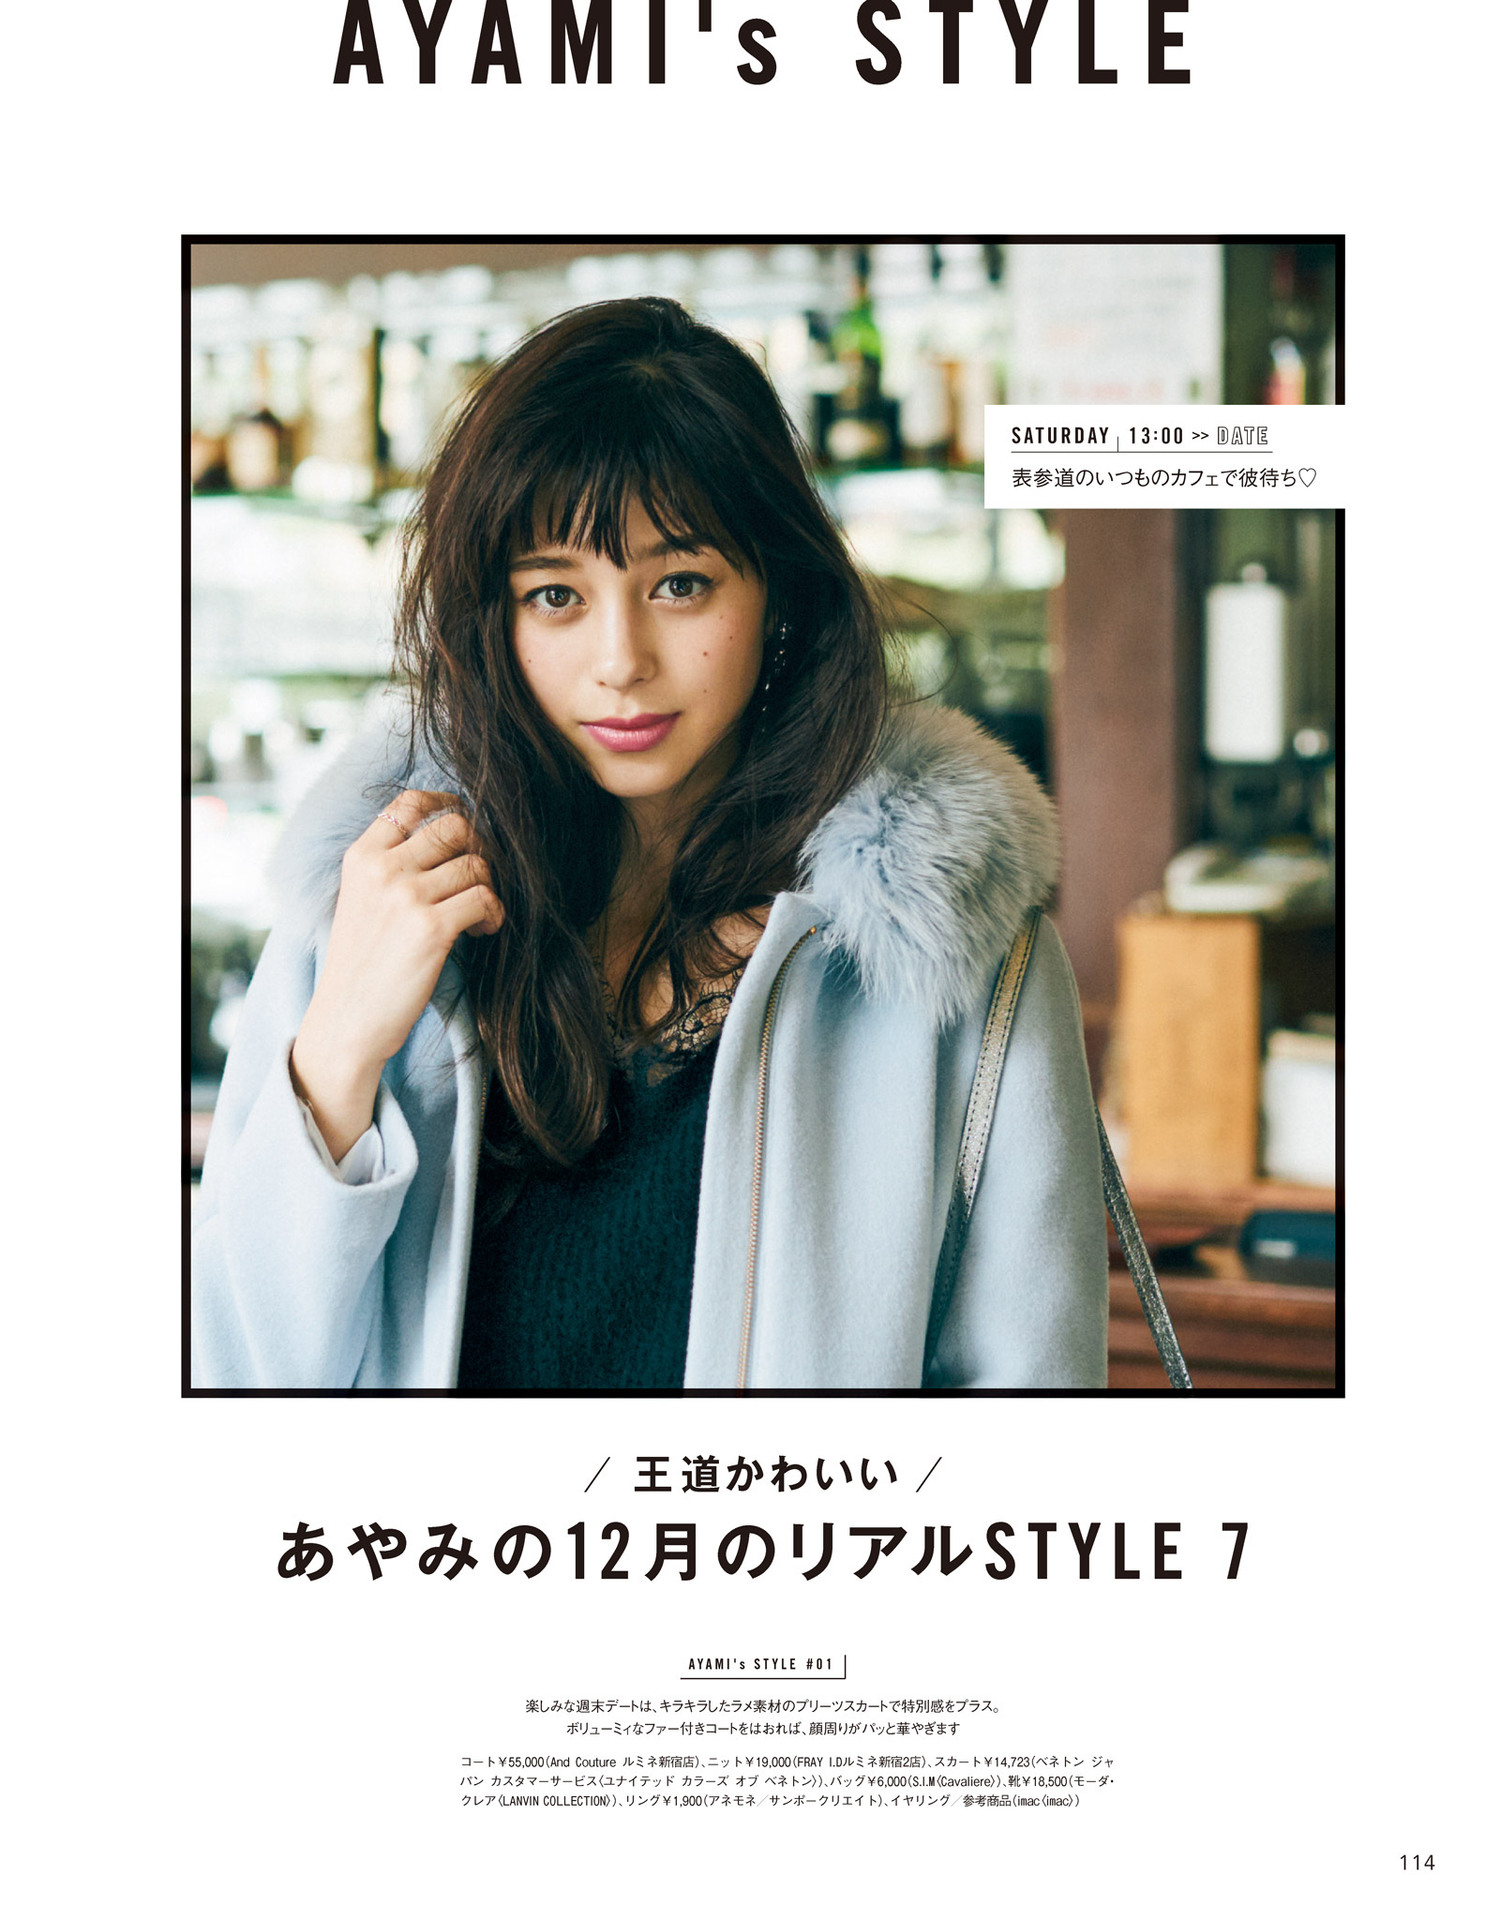 AYAMI's STYLE
SATURDAY 13:00 >> DATE
表参道のいつものカフェで彼待ち♡
/ 王道かわいい /
あやみの12月のリアルSTYLE 7
AYAMI's STYLE #01
楽しみな週末デートは、キラキラしたラメ素材のプリーツスカートで特別感をプラス。
ボリューミィなファー付きコートをはおれば、顔周りがパッと華やぎます
コート￥55,000（And Couture ルミネ新宿店）、ニット￥19,000（FRAY I.Dルミネ新宿2店）、スカート￥14,723（ベネトン ジャ
パン カスタマーサービス〈ユナイテッド カラーズ オブ ベネトン〉）、バッグ￥6,000（S.I.M〈Cavaliere〉）、靴￥18,500（モーダ・
クレア〈LANVIN COLLECTION〉）、リング￥1,900（アネモネ／サンポークリエイト）、イヤリング／参考商品（imac〈imac〉）
114